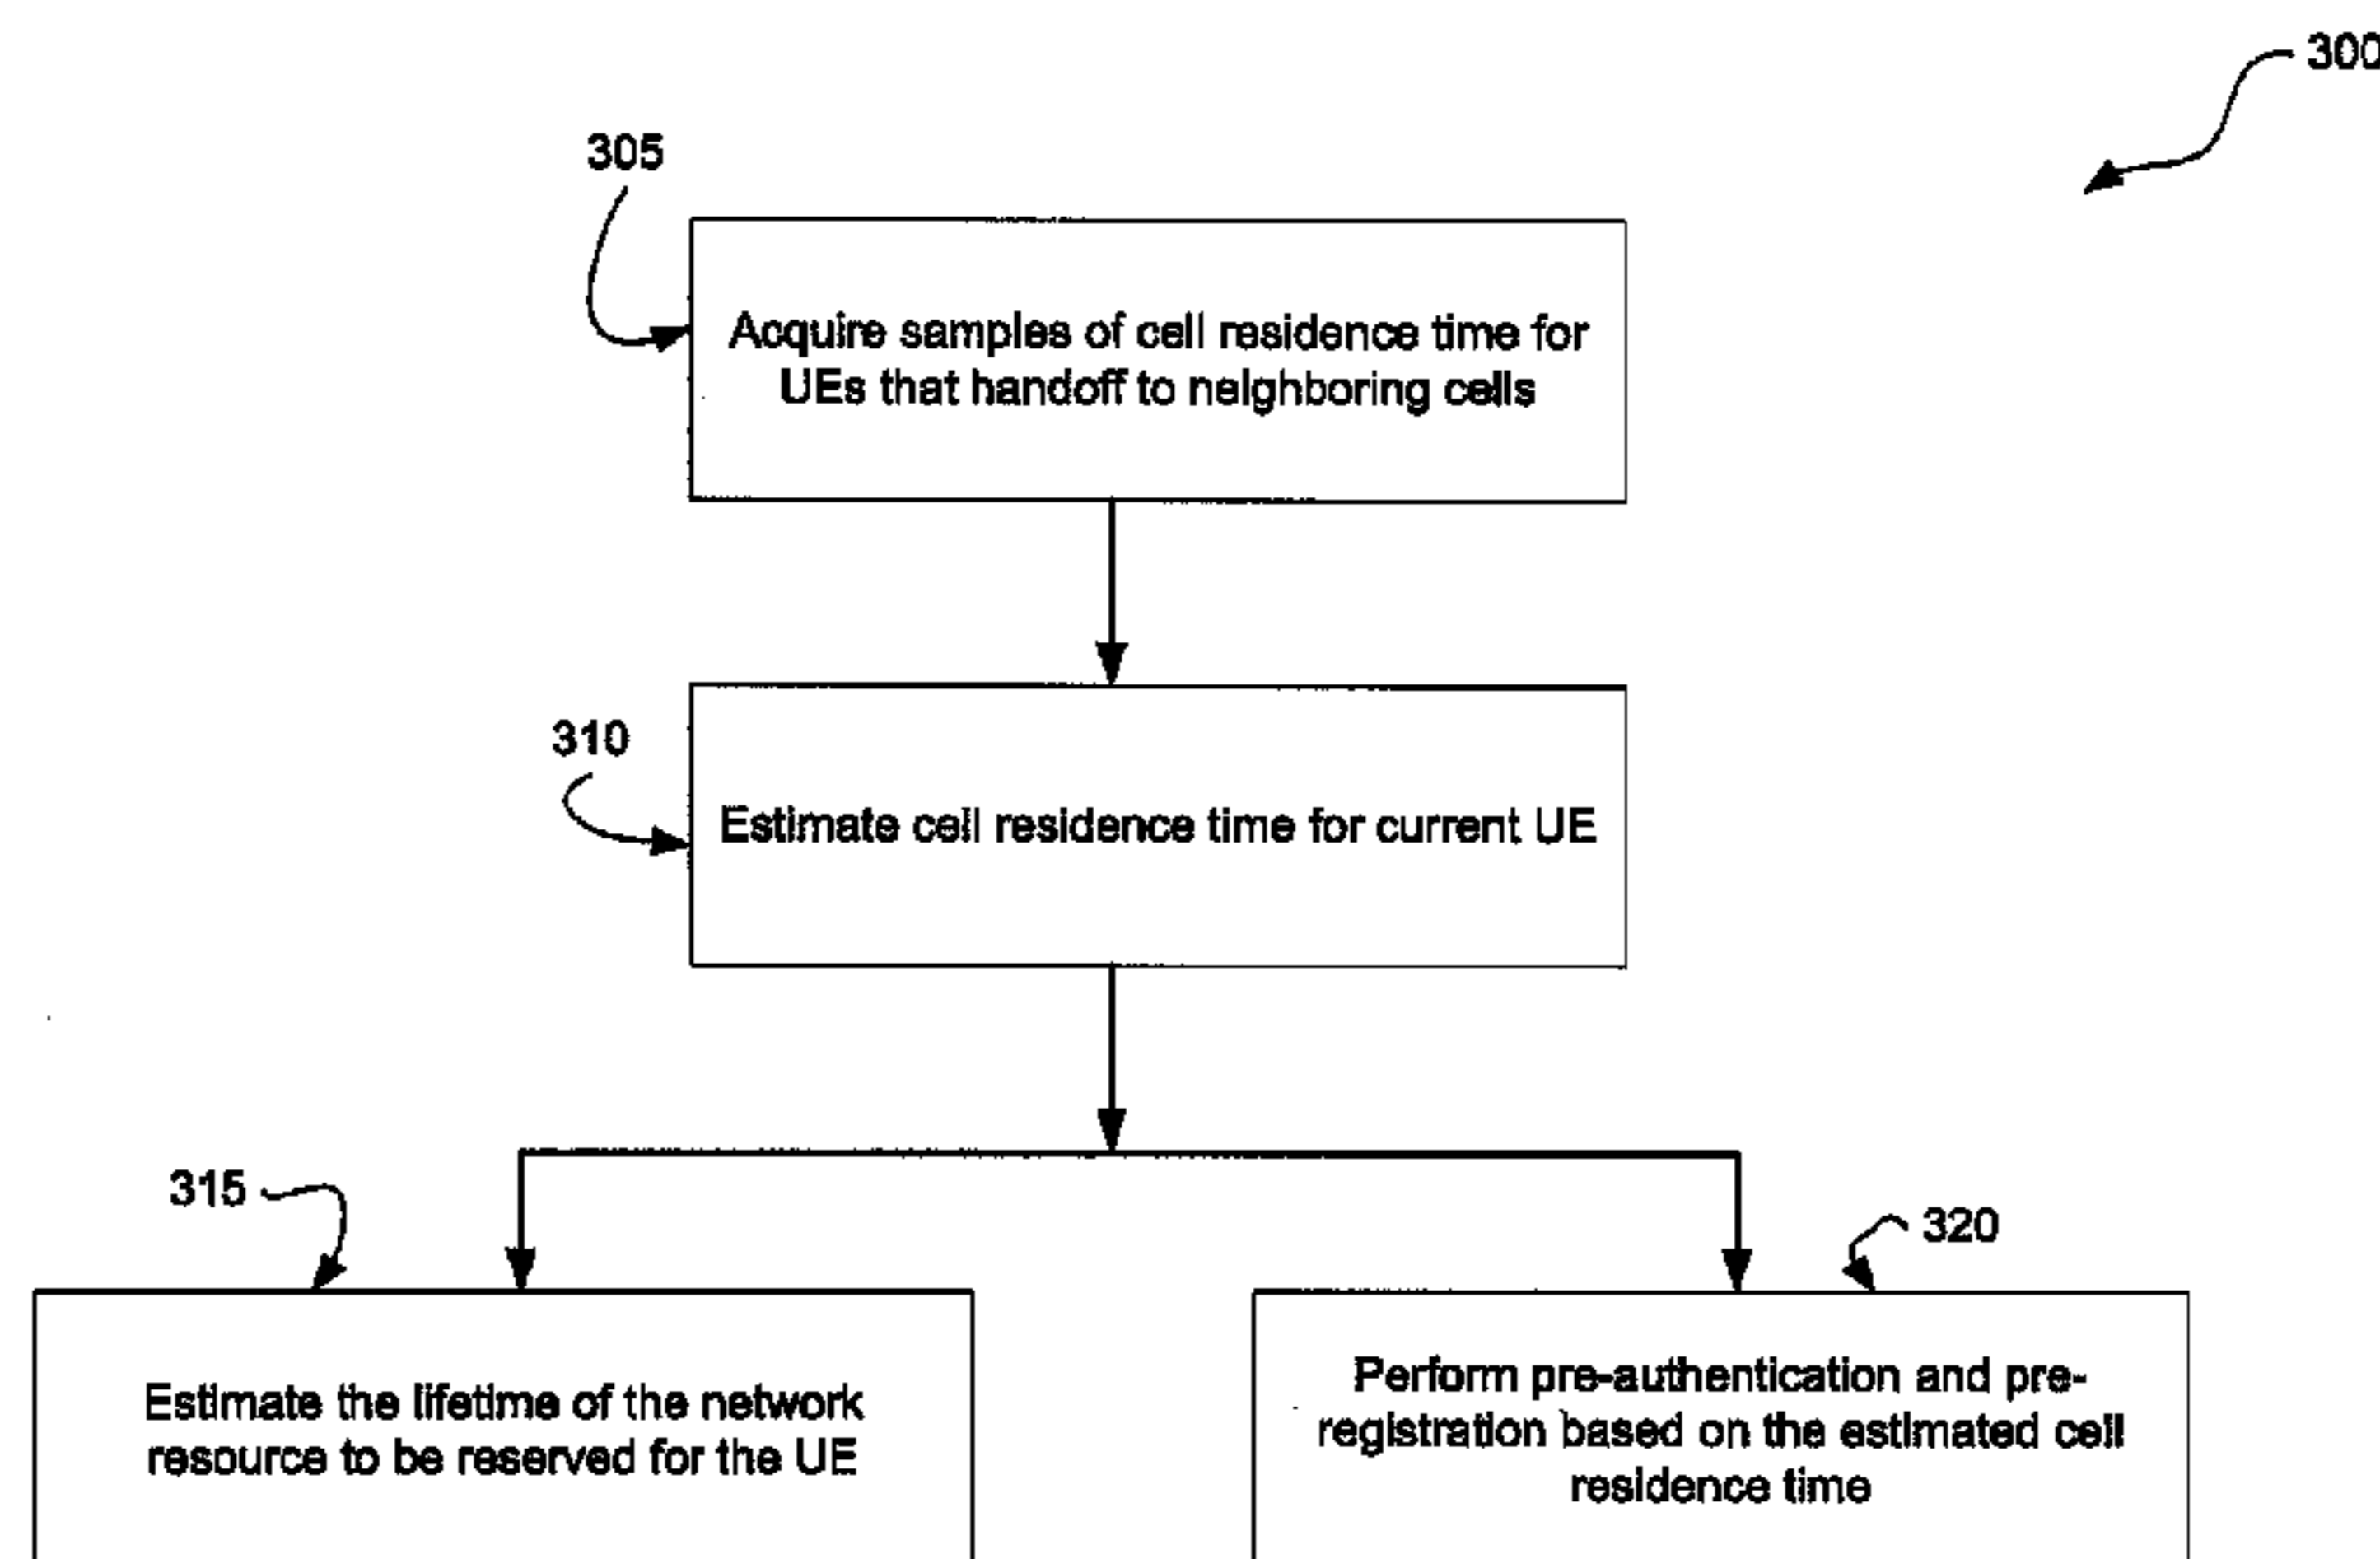 300
305
Acquire samples of cell residence time for
UEs that handoff to neighboring cells
310
Estimate cell residence time for current UE
315
320
Estimate the lifetime of the network
resource to be reserved for the UE
Perform pre-authentication and pre-
registration based on the estimated cell
residence time